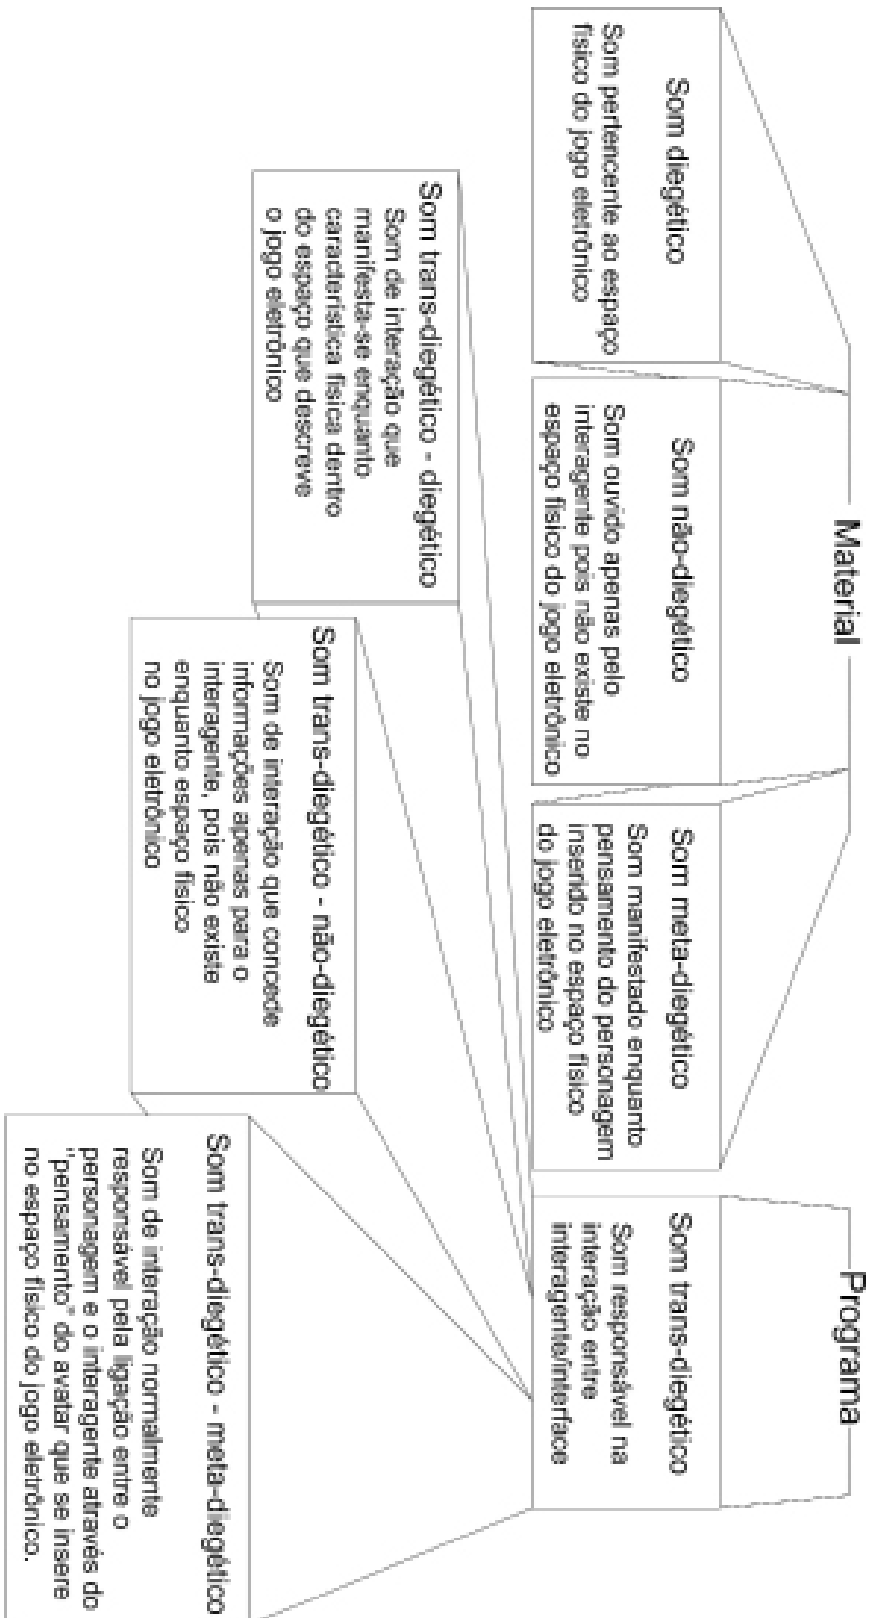 Material
Programa
Som diegético
Som pertencente ao espaço
físico do jogo eletrônico
Som não-diegético
Som ouvido apenas pelo
interagente pois não existe no
espaço físico do jogo eletrônico
Som meta-diegético
Som manifestado enquanto
pensamento do personagem
inserido no espaço físico
do jogo eletrônico
Som trans-diegético
Som responsável na
interação entre
interagente/interface
Som trans-diegético - diegético
Som de interação que
manifesta-se enquanto
característica física dentro
do espaço que descreve
o jogo eletrônico
Som trans-diegético - não-diegético
Som de interação que concede
informações apenas para o
interagente, pois não existe
enquanto espaço físico
no jogo eletrônico
Som trans-diegético - meta-diegético
Som de interação normalmente
responsável pela ligação entre o
personagem e o interagente através do
"pensamento" do avatar que se insere
no espaço físico do jogo eletrônico.